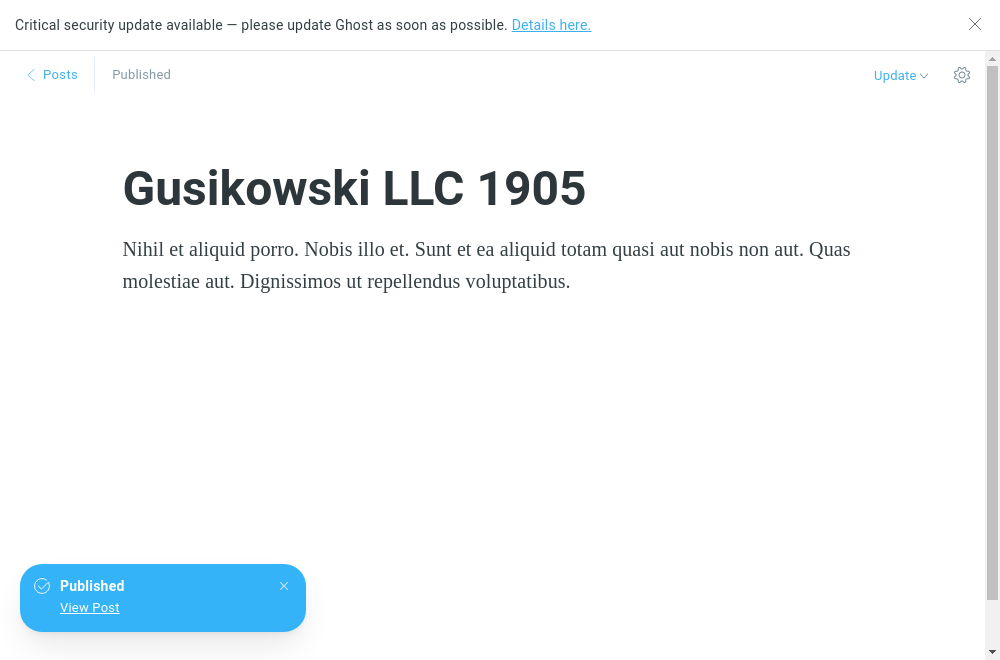 Critical security update available — please update Ghost as soon as possible. Details here.
Posts
Published
Update
Gusikowski LLC 1905
Nihil et aliquid porro. Nobis illo et. Sunt et ea aliquid totam quasi aut nobis non aut. Quas
molestiae aut. Dignissimos ut repellendus voluptatibus.
Published
View Post